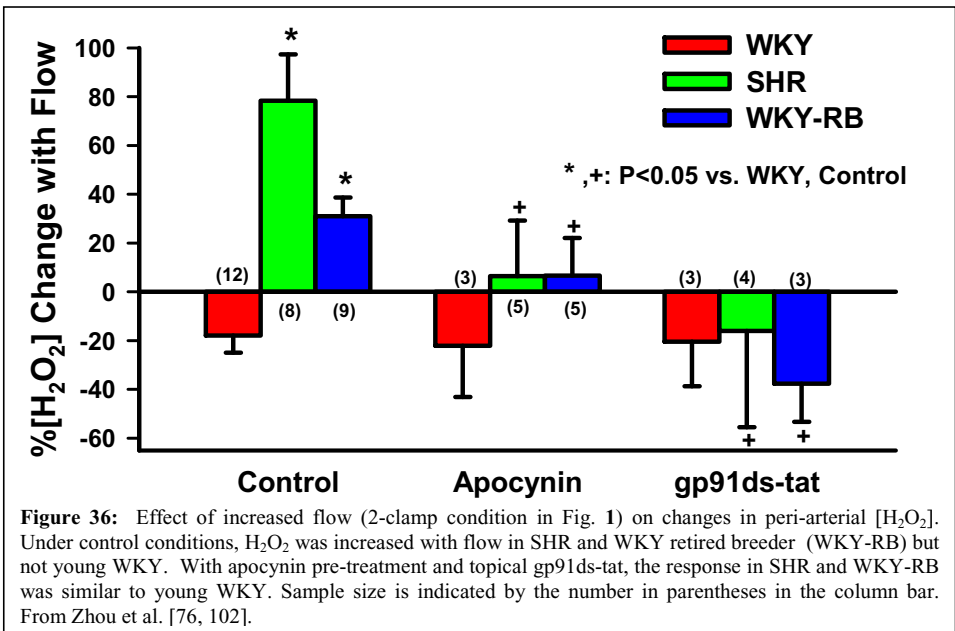 %[H2O2] Change with Flow
100
80
60
40
20
0
-20
-40
-60
*
*
WKY
SHR
WKY-RB
* ,+: P<0.05 vs. WKY, Control
+
+
(12)
(8)
(9)
(3)
(5)
(5)
(3)
(4)
(3)
+
+
Control
Apocynin
gp91ds-tat
Figure 36: Effect of increased flow (2-clamp condition in Fig. 1) on changes in peri-arterial [H2O2].
Under control conditions, H2O2 was increased with flow in SHR and WKY retired breeder (WKY-RB) but
not young WKY. With apocynin pre-treatment and topical gp91ds-tat, the response in SHR and WKY-RB
was similar to young WKY. Sample size is indicated by the number in parentheses in the column bar.
From Zhou et al. [76, 102].